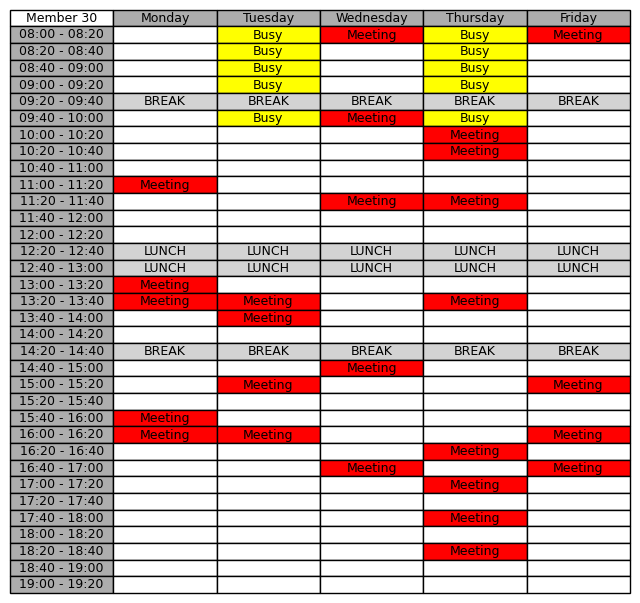 Member 30 Monday Tuesday Wednesday Thursday Friday
08:00 - 08:20 Busy Meeting Busy Meeting
08:20 - 08:40 Busy Busy
08:40 - 09:00 Busy Busy
09:00 - 09:20 Busy Busy
09:20 - 09:40 BREAK BREAK BREAK BREAK BREAK
09:40 - 10:00 Busy Meeting Busy
10:00 - 10:20 Meeting
10:20 - 10:40 Meeting
10:40 - 11:00
11:00 - 11:20 Meeting
11:20 - 11:40 Meeting Meeting
11:40 - 12:00
12:00 - 12:20
12:20 - 12:40 LUNCH LUNCH LUNCH LUNCH LUNCH
12:40 - 13:00 LUNCH LUNCH LUNCH LUNCH LUNCH
13:00 - 13:20 Meeting
13:20 - 13:40 Meeting Meeting Meeting
13:40 - 14:00 Meeting
14:00 - 14:20
14:20 - 14:40 BREAK BREAK BREAK BREAK BREAK
14:40 - 15:00 Meeting
15:00 - 15:20 Meeting Meeting
15:20 - 15:40
15:40 - 16:00 Meeting
16:00 - 16:20 Meeting Meeting Meeting
16:20 - 16:40 Meeting
16:40 - 17:00 Meeting Meeting
17:00 - 17:20 Meeting
17:20 - 17:40
17:40 - 18:00 Meeting
18:00 - 18:20
18:20 - 18:40 Meeting
18:40 - 19:00
19:00 - 19:20